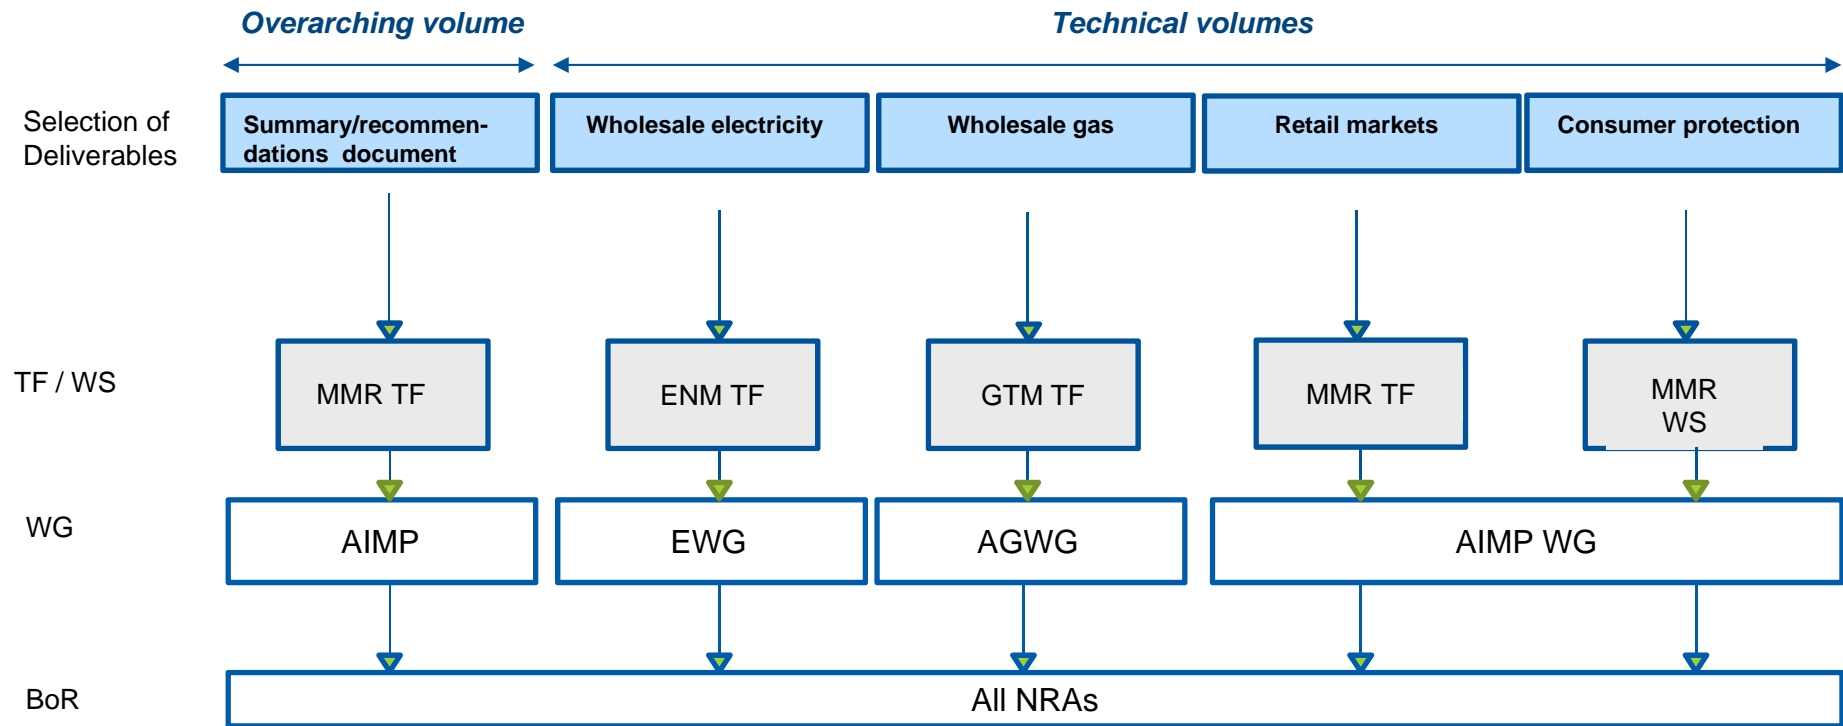 Overarching volume
Technical volumes
Selection of
Deliverables
Summary/recommen-
dations document
Wholesale electricity
Wholesale gas
Retail markets
Consumer protection
TF / WS
MMR TF
ENM TF
GTM TF
MMR TF
MMR
WS
WG
AIMP
EWG
AGWG
AIMP WG
BoR
All NRAs